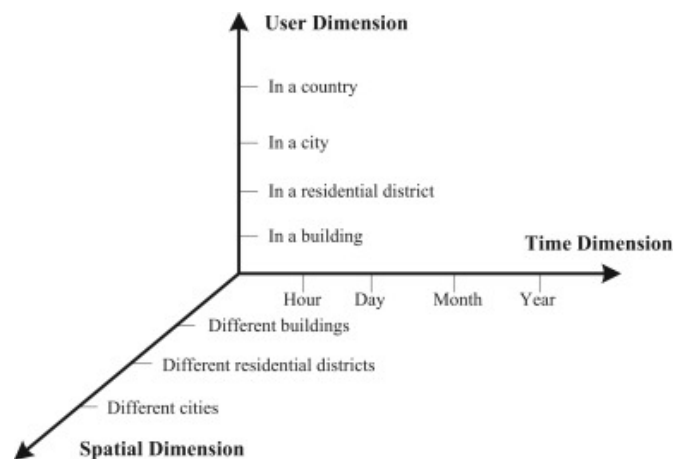 User Dimension
In a country
In a city
In a residential district
In a building
Time Dimension
Hour Day Month Year
Different buildings
Different residential districts
Different cities
Spatial Dimension